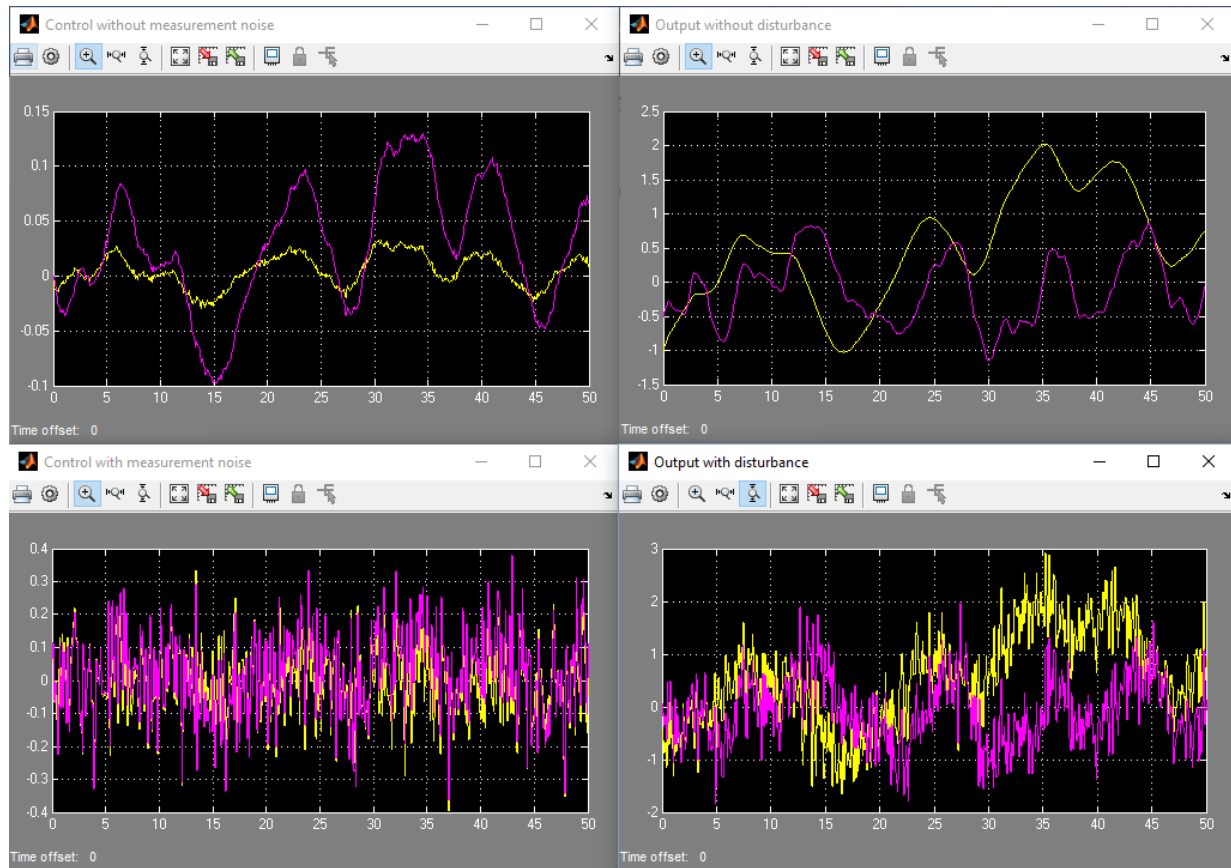 Control without measurement noise
0.15
0.1
0.05
0
-0.05
-0.1
0 5 10 15 20 25 30 35 40 45 50
Time offset: 0
Output without disturbance
2.5
2
1.5
1
0.5
0
-0.5
-1
-1.5
0 5 10 15 20 25 30 35 40 45 50
Time offset: 0
Control with measurement noise
0.4
0.3
0.2
0.1
0
-0.1
-0.2
-0.3
-0.4
0 5 10 15 20 25 30 35 40 45 50
Time offset: 0
Output with disturbance
3
2
1
0
-1
-2
0 5 10 15 20 25 30 35 40 45 50
Time offset: 0